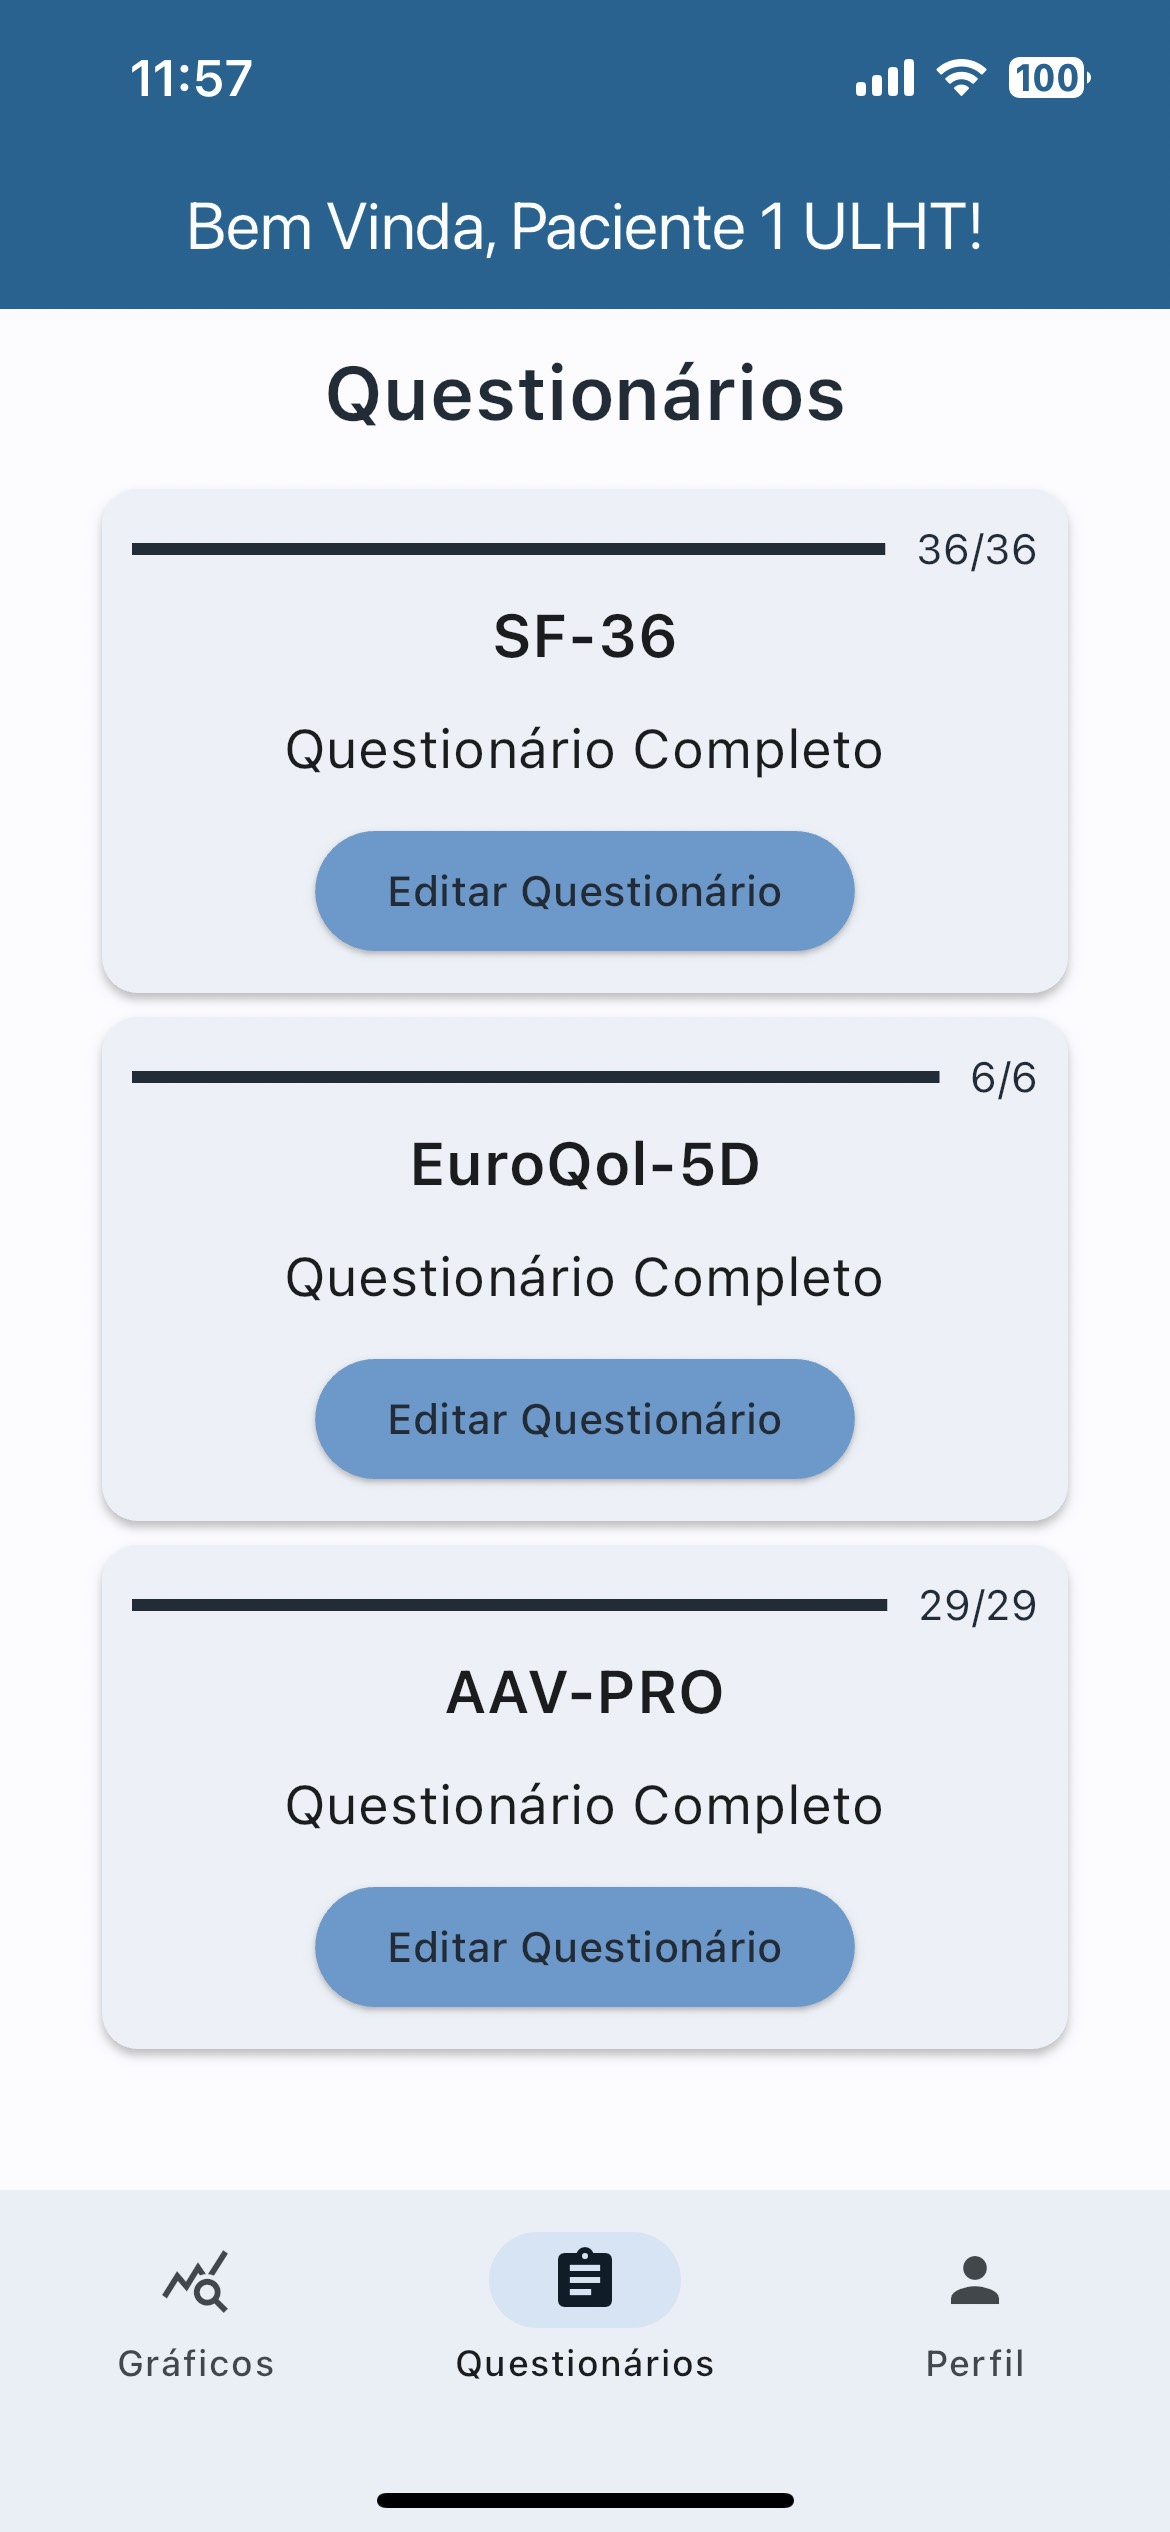 11:57
100
Bem Vinda, Paciente 1 ULHT!
Questionários
36/36
SF-36
Questionário Completo
Editar Questionário
6/6
EuroQol-5D
Questionário Completo
Editar Questionário
29/29
AAV-PRO
Questionário Completo
Editar Questionário
Gráficos
Questionários
Perfil